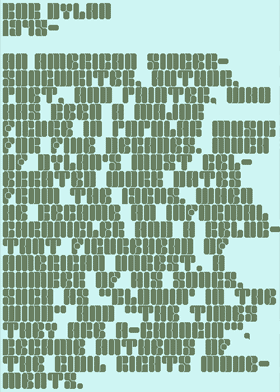 BOB DYLAN
1975-
AN AMERICAN SINGER-
SONGWRITER, AUTHOR,
POET, AND PAINTER, WHO
HAS BEEN A MAJOR
FIGURE IN POPULAR MUSIC
FOR FIVE DECADES. MUCH
OF DYLAN'S MOST CEL-
EBRATED WORK DATES
FROM THE 1960S, WHEN
HE BECAME AN INFORMAL
CHRONICLER AND A RELUC-
TANT FIGUREHEAD OF
AMERICAN UNREST. A
NUMBER OF HIS SONGS,
SUCH AS "BLOWIN' IN THE
WIND" AND "THE TIMES
THEY ARE A-CHANGIN'",
BECAME ANTHEMS OF
THE CIVIL RIGHTS MOVE-
MENTS.